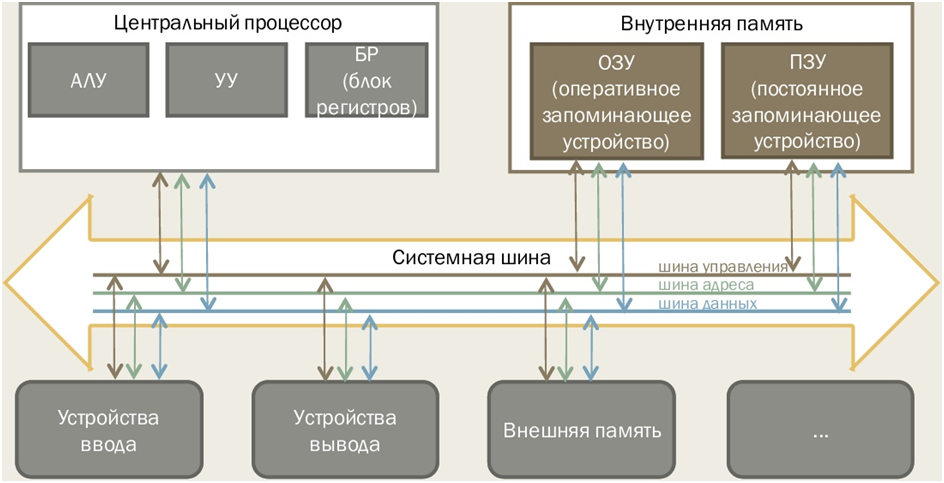 Центральный процессор
АЛУ
УУ
БР
(блок
регистров)
Внутренняя память
ОЗУ
(оперативное
запоминающее
устройство)
ПЗУ
(постоянное
запоминающее
устройство)
Системная шина
шина управления
шина адреса
шина данных
Устройства
ввода
Устройства
вывода
Внешняя память
...